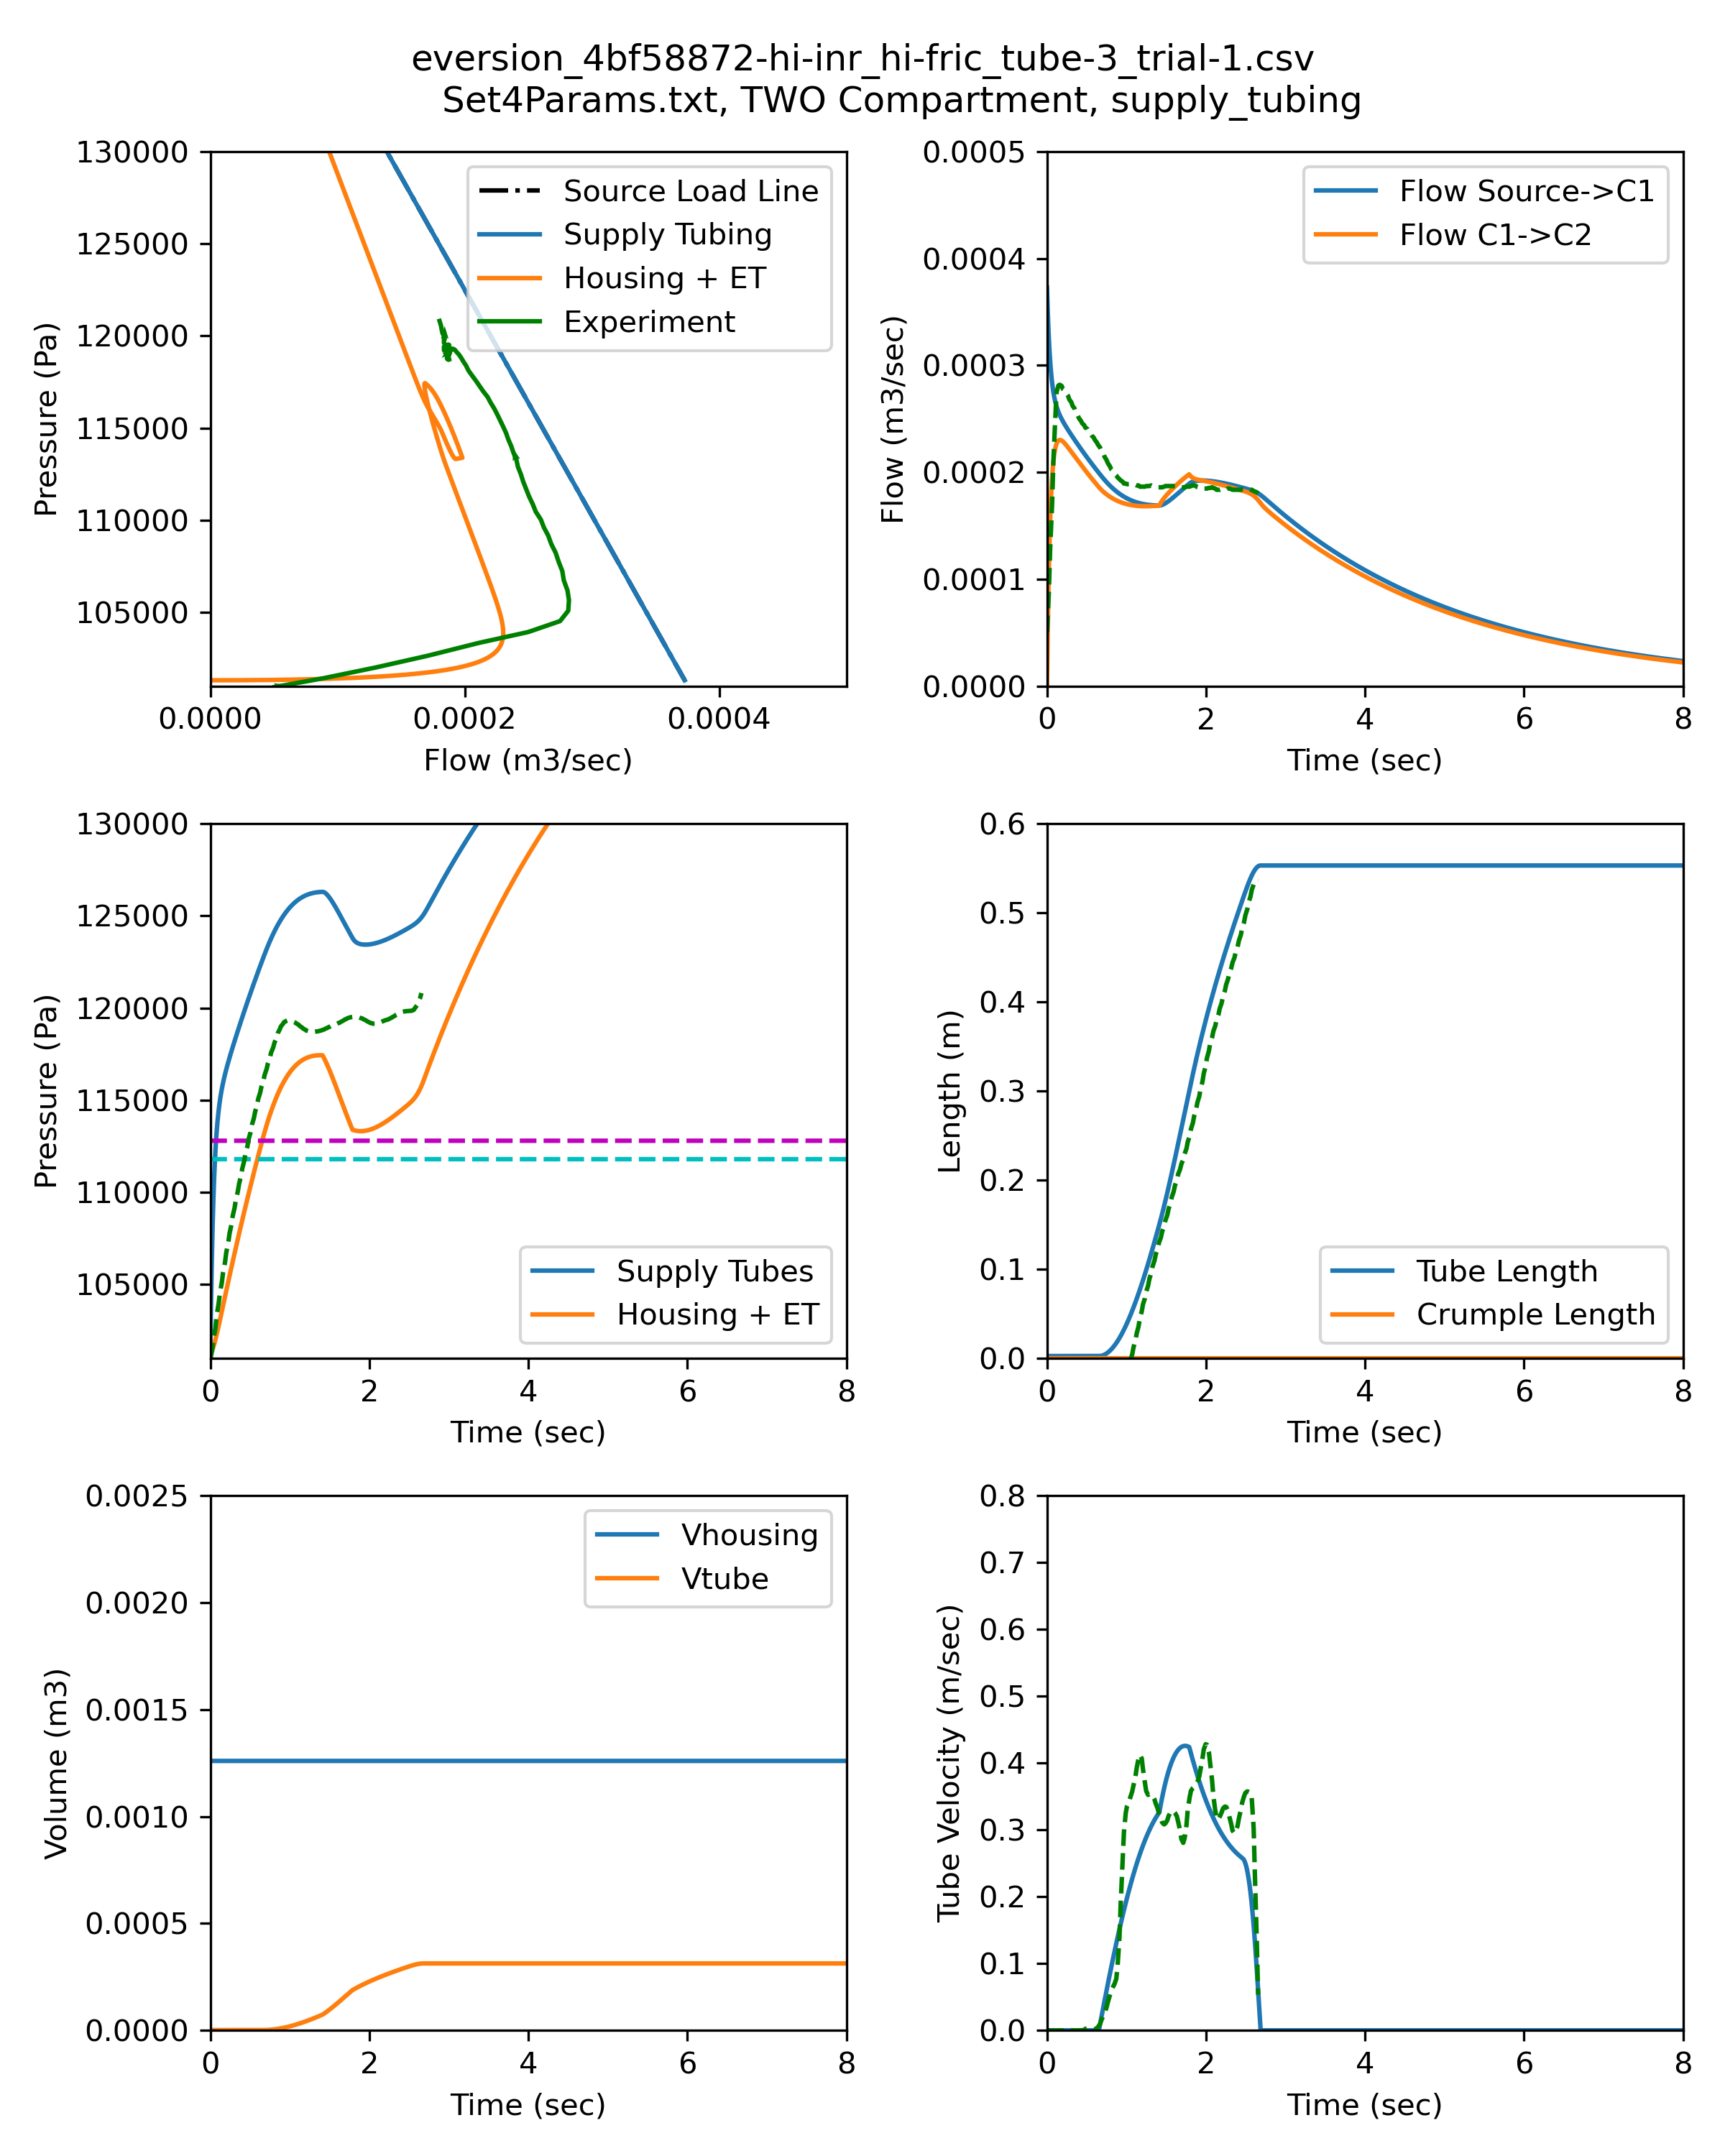 eversion_4bf58872-hi-inr_hi-fric_tube-3_trial-1.csv
Set4Params.txt, TWO Compartment, supply_tubing
130000
125000
120000
115000
110000
105000
Pressure (Pa)
Source Load Line
Supply Tubing
Housing + ET
Experiment
0.0000
0.0002
0.0004
Flow (m3/sec)
0.0005
0.0004
0.0003
0.0002
0.0001
0.0000
Flow (m3/sec)
Flow Source->C1
Flow C1->C2
0
2
4
6
8
Time (sec)
130000
125000
120000
115000
110000
105000
Pressure (Pa)
Supply Tubes
Housing + ET
0
2
4
6
8
Time (sec)
0.6
0.5
0.4
0.3
0.2
0.1
0.0
Length (m)
Tube Length
Crumple Length
0
2
4
6
8
Time (sec)
0.0025
0.0020
0.0015
0.0010
0.0005
0.0000
Volume (m3)
Vhousing
Vtube
0
2
4
6
8
Time (sec)
0.8
0.7
0.6
0.5
0.4
0.3
0.2
0.1
0.0
Tube Velocity (m/sec)
0
2
4
6
8
Time (sec)